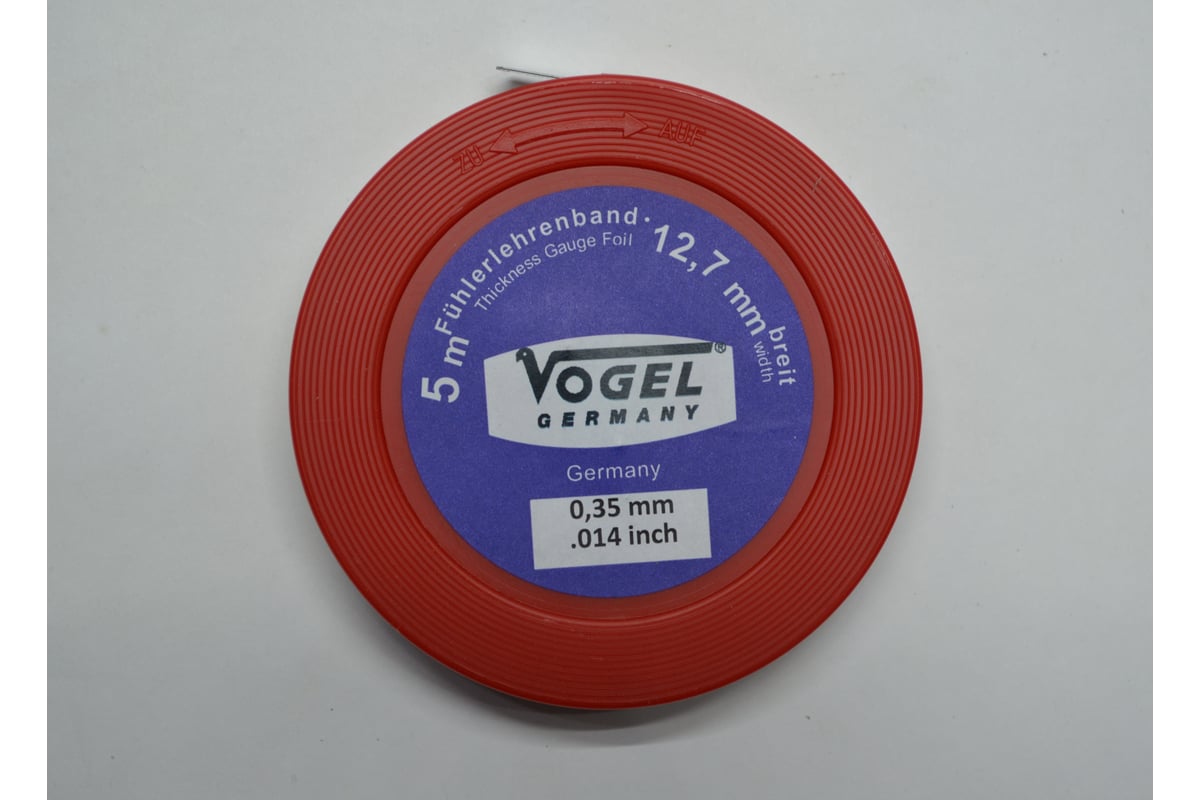 ZU AUF
5 m Fühlerlehrenband · 12,7 mm breit
Thickness Gauge Foil width
VOGEL ®
GERMANY
Germany
0,35 mm
.014 inch